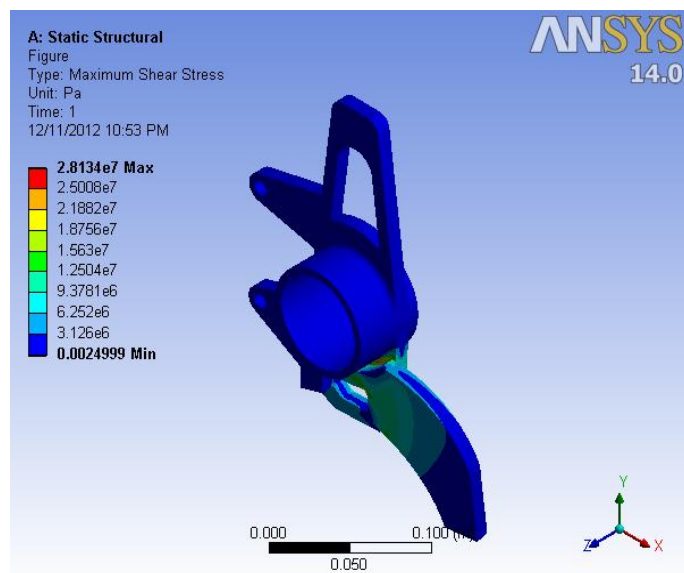 A: Static Structural
Figure
Type: Maximum Shear Stress
Unit: Pa
Time: 1
12/11/2012 10:53 PM
ANSYS
14.0
2.8134e7 Max
2.5008e7
2.1882e7
1.8756e7
1.563e7
1.2504e7
9.3781e6
6.252e6
3.126e6
0.0024999 Min
0.000 0.100 (m)
0.050
Y
Z
X